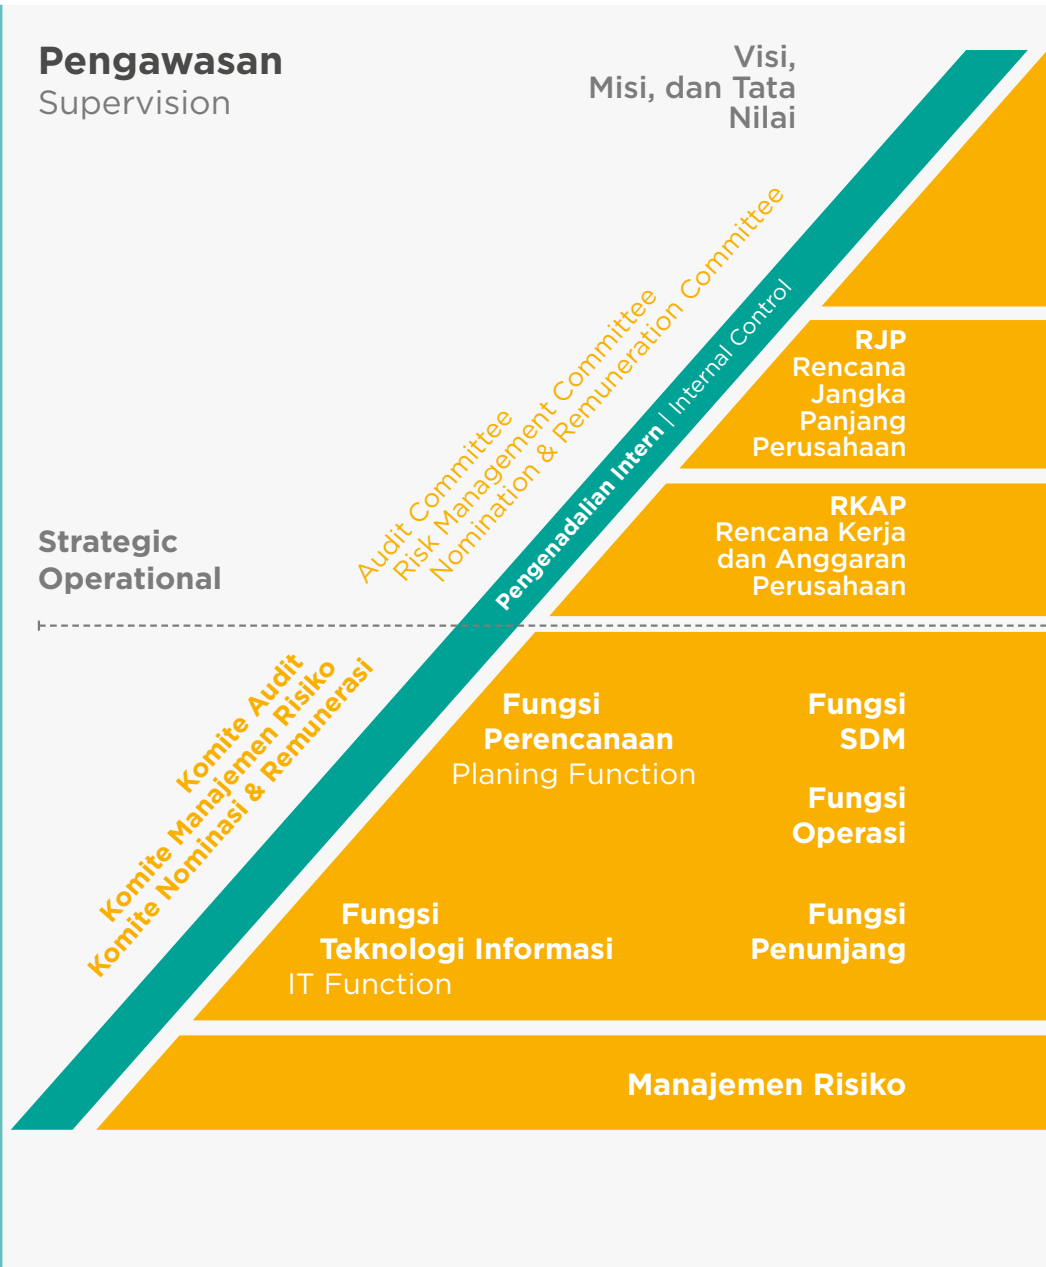 Pengawasan
Supervision
Visi,
Misi, dan Tata
Nilai
Audit Committee
Risk Management Committee
Nomination & Remuneration Committee
Pengenadalian Intern | Internal Control
RJP
Rencana
Jangka
Panjang
Perusahaan
RKAP
Rencana Kerja
dan Anggaran
Perusahaan
Strategic
Operational
Komite Audit
Komite Manajemen Risiko
Komite Nominasi & Remunerasi
Fungsi
Perencanaan
Planing Function
Fungsi
SDM
Fungsi
Operasi
Fungsi
Teknologi Informasi
IT Function
Fungsi
Penunjang
Manajemen Risiko